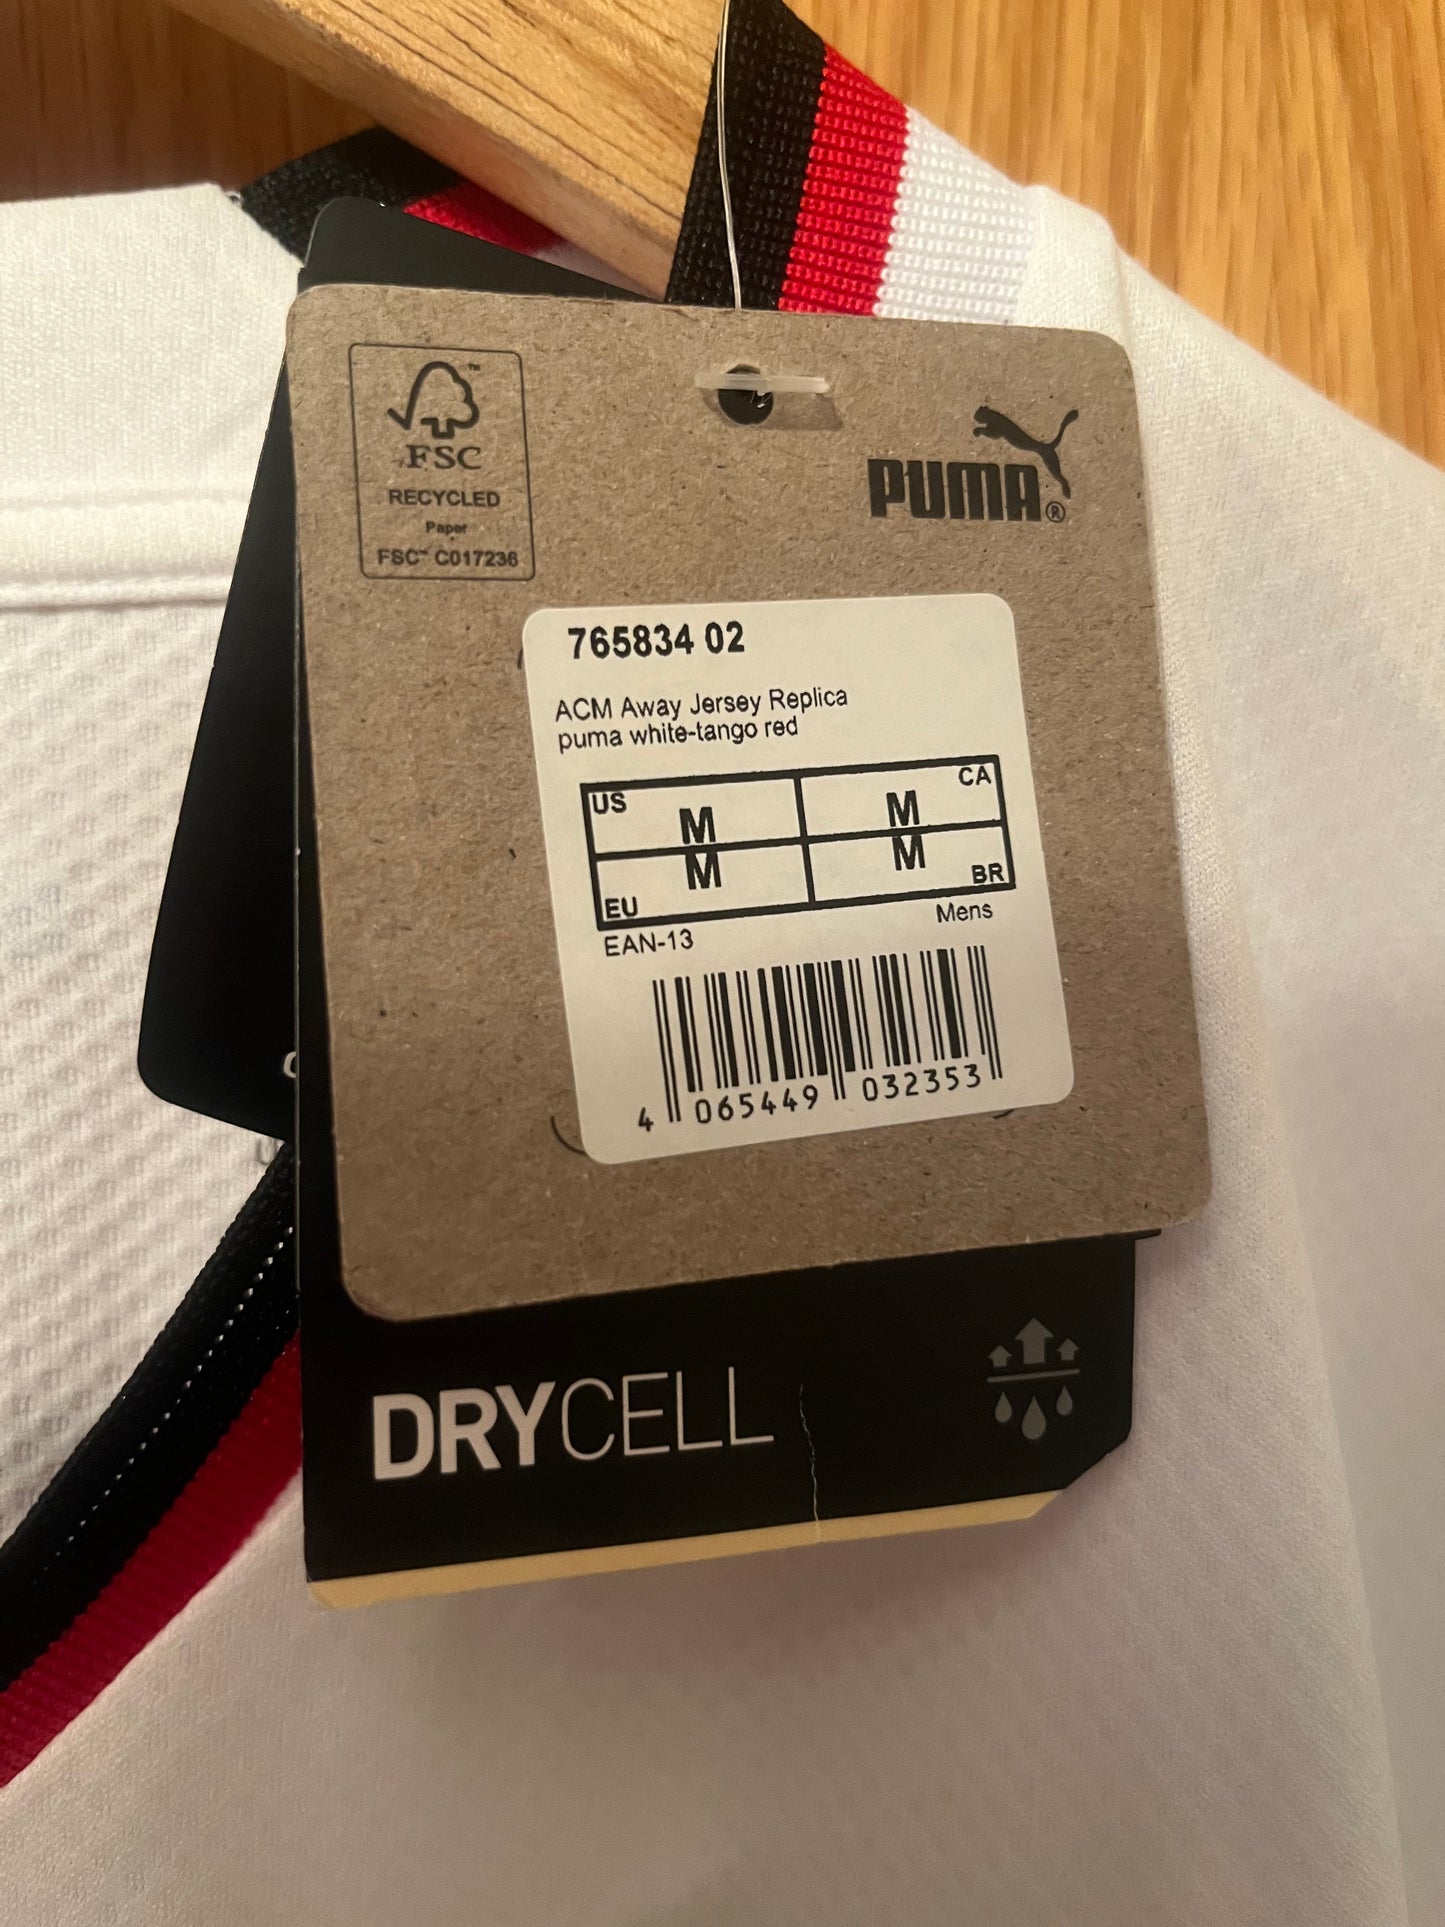 FSC™
RECYCLED
Paper
FSC™ C017236
PUMA®
765834 02
ACM Away Jersey Replica
puma white-tango red
US M
M CA
EU M
M BR
EAN-13
Mens
4 065449 032353
DRYCELL